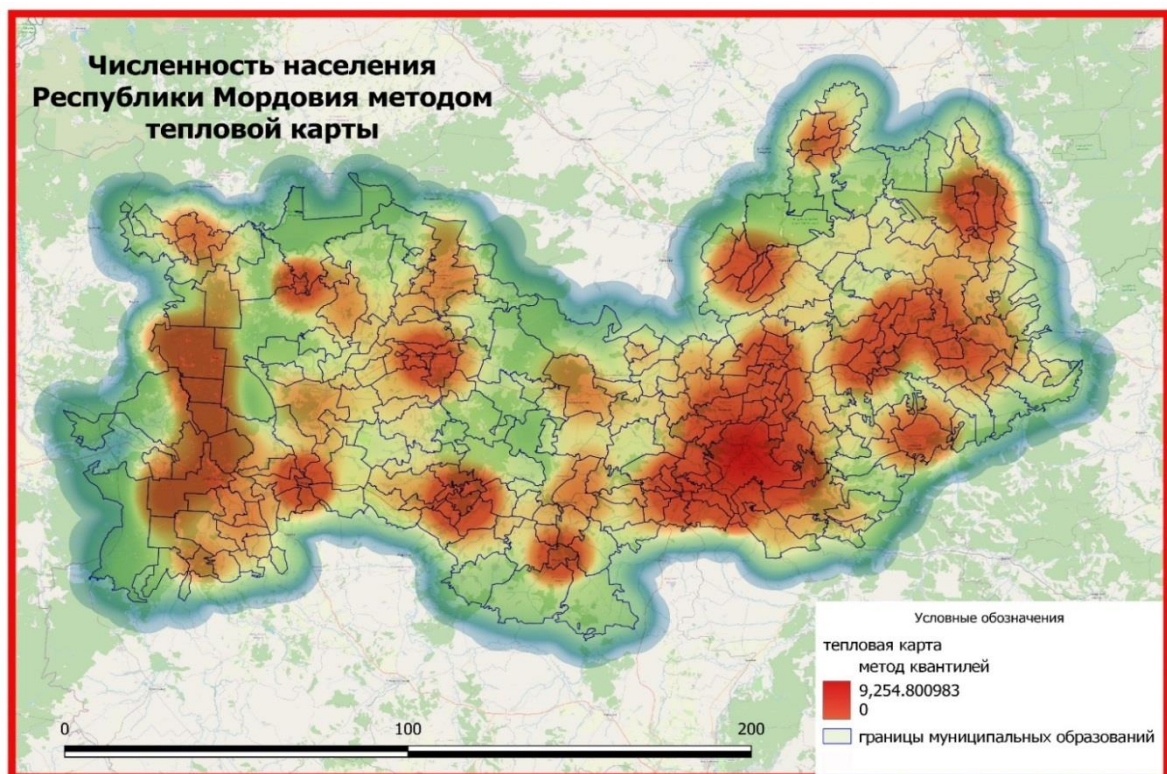 Численность населения
Республики Мордовия методом
тепловой карты
Условные обозначения
тепловая карта
метод квантилей
9,254.800983
0
границы муниципальных образований
0
100
200